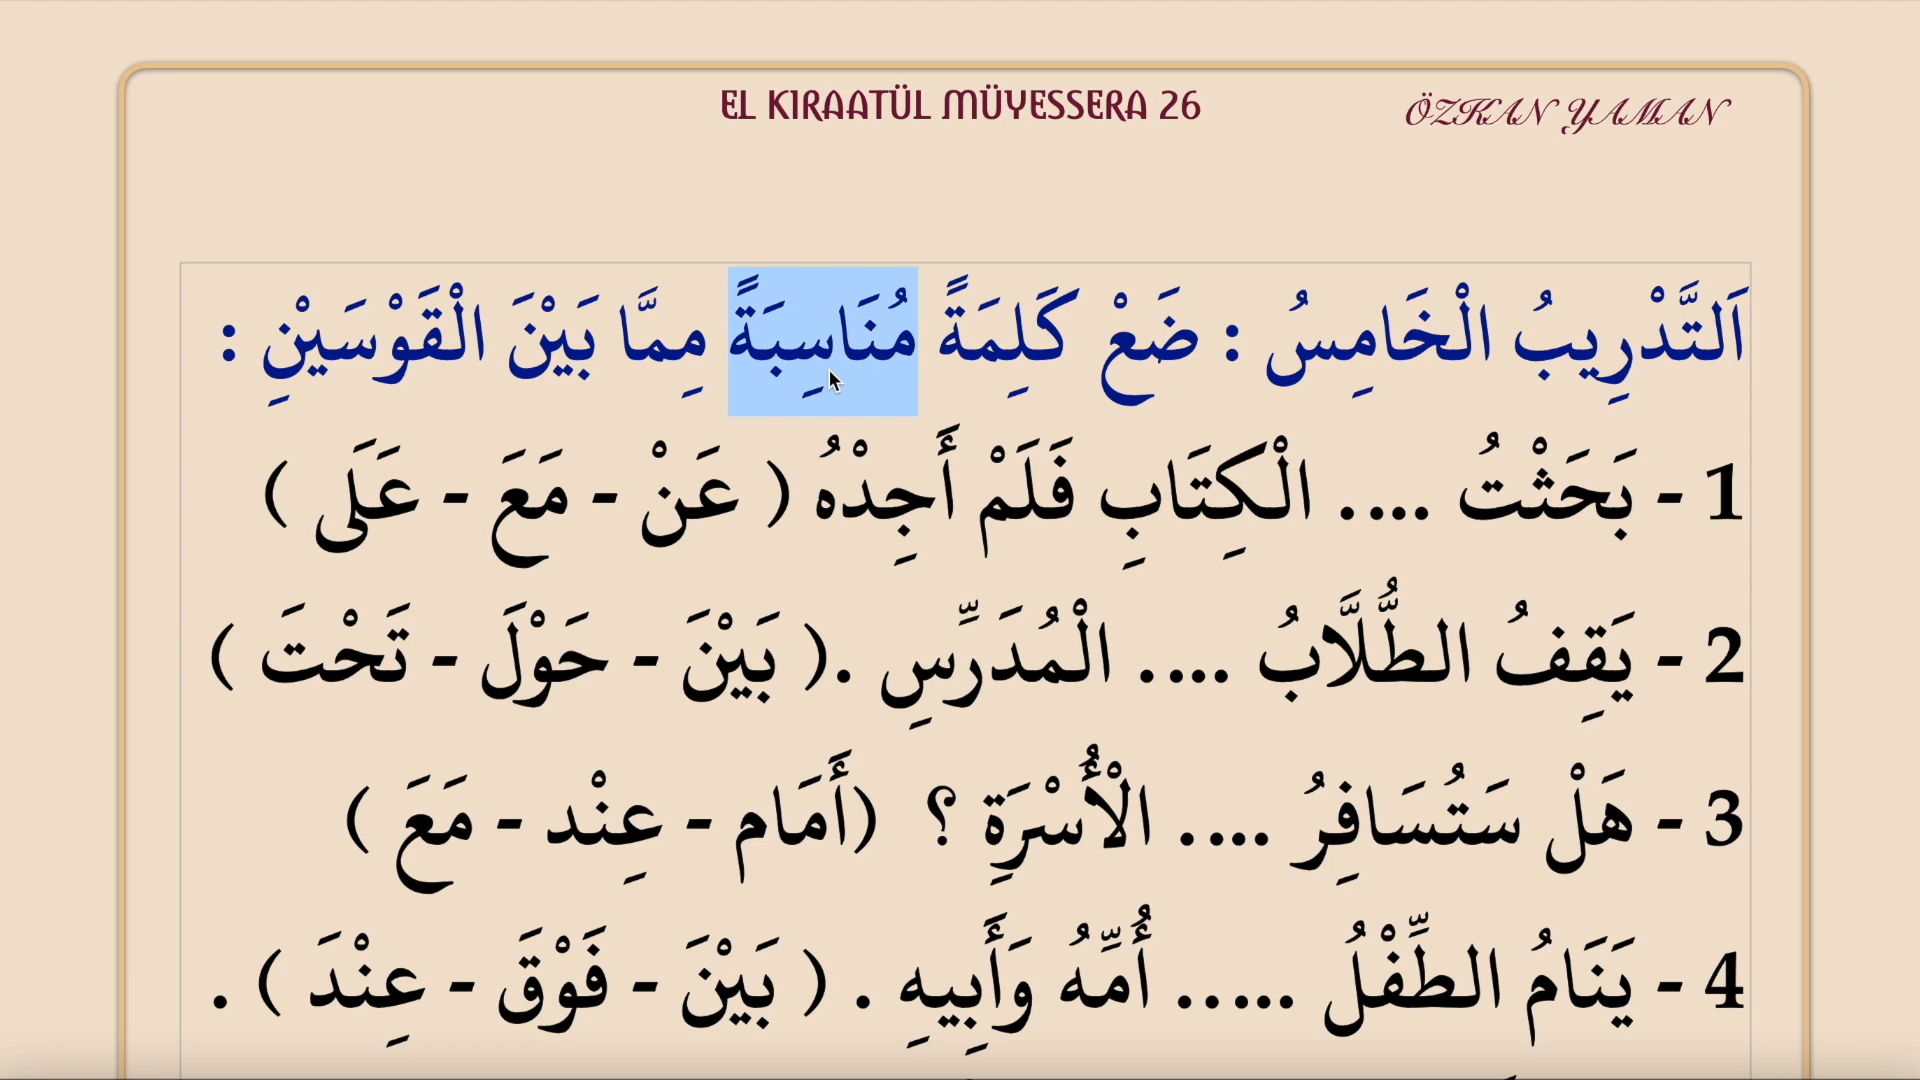 EL KIRAATÜL MÜYESSERA 26
ÖZKAN YAMAN
اَلتَّدْرِيبُ الْخَامِسُ : ضَعْ كَلِمَةً مُنَاسِبَةً مِمَّا بَيْنَ الْقَوْسَيْنِ :
1 - بَحَثْتُ .... الْكِتَابِ فَلَمْ أَجِدْهُ ( عَنْ - مَعَ - عَلَى )
2 - يَقِفُ الطُّلَّابُ .... الْمُدَرِّسِ .( بَيْنَ - حَوْلَ - تَحْتَ )
3 - هَلْ سَتُسَافِرُ .... الْأُسْرَةِ ؟ (أَمَام - عِنْد - مَعَ )
4 - يَنَامُ الطِّفْلُ ..... أُمِّهُ وَأَبِيهِ . ( بَيْنَ - فَوْقَ - عِنْدَ ) .